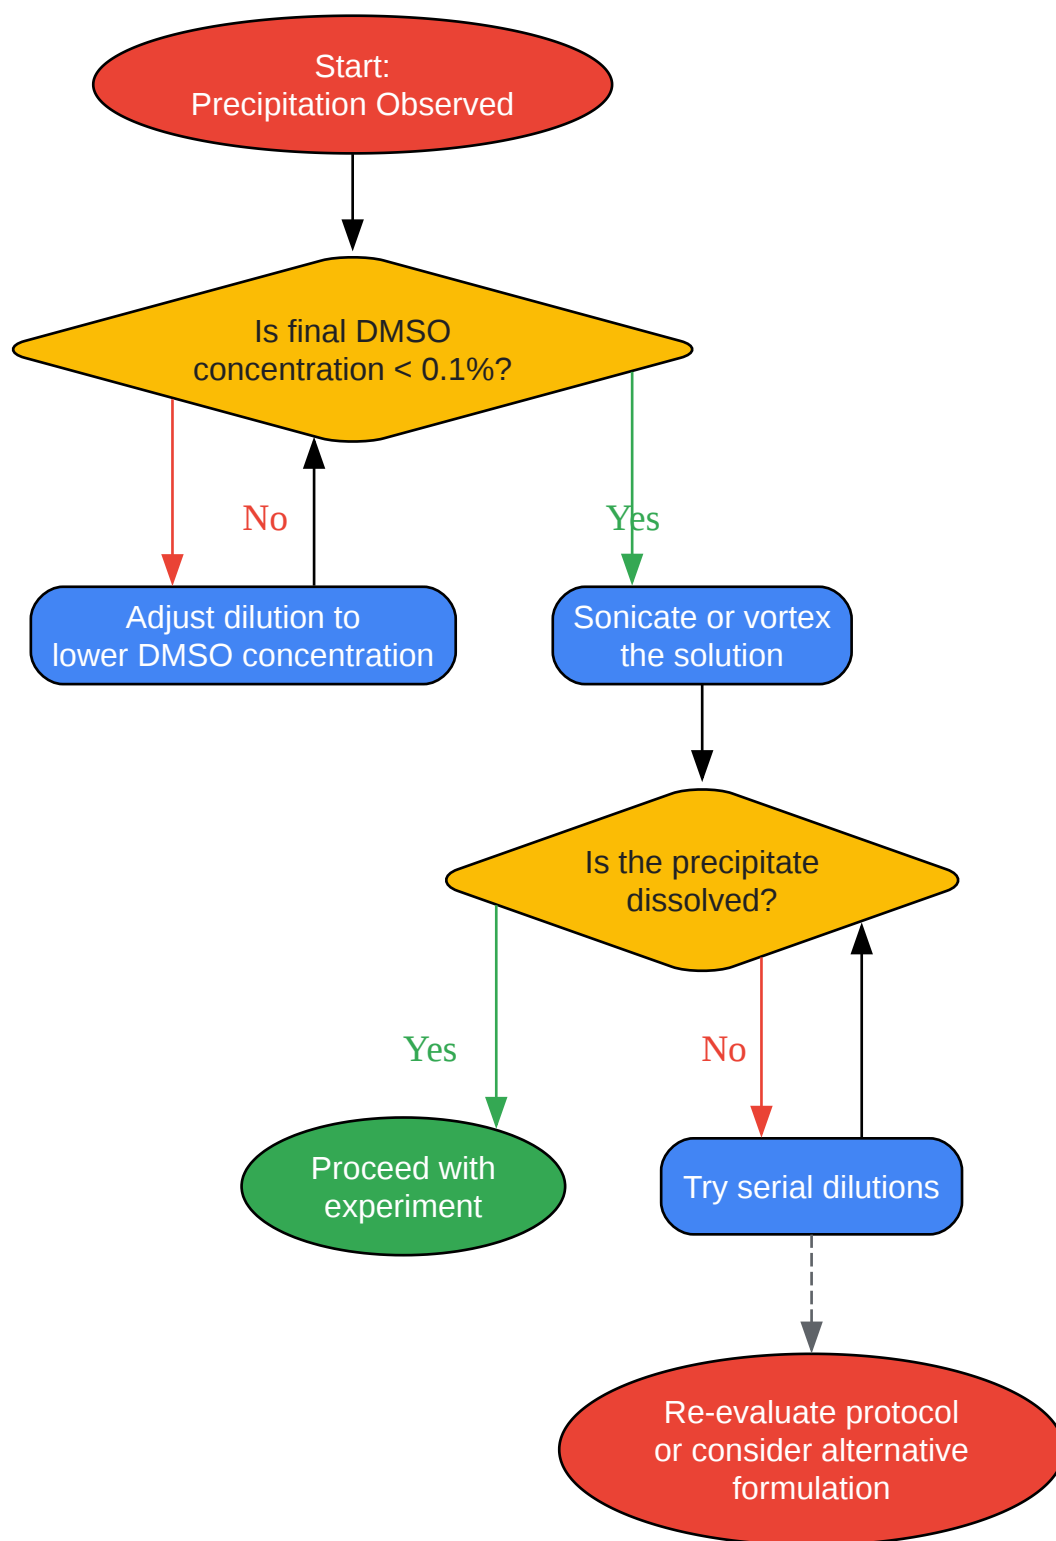 Start:
Precipitation Observed
Is final DMSO
concentration < 0.1%?
No
Yes
Adjust dilution to
lower DMSO concentration
Sonicate or vortex
the solution
Is the precipitate
dissolved?
Yes
No
Proceed with
experiment
Try serial dilutions
Re-evaluate protocol
or consider alternative
formulation